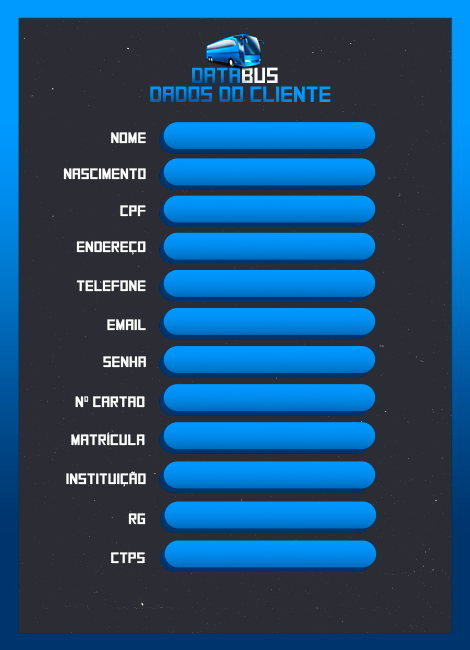 DATABUS
DADOS DO CLIENTE
NOME
NASCIMENTO
CPF
ENDEREÇO
TELEFONE
EMAIL
SENHA
Nº CARTAO
MATRÍCULA
INSTITUIÇÃO
RG
CTPS